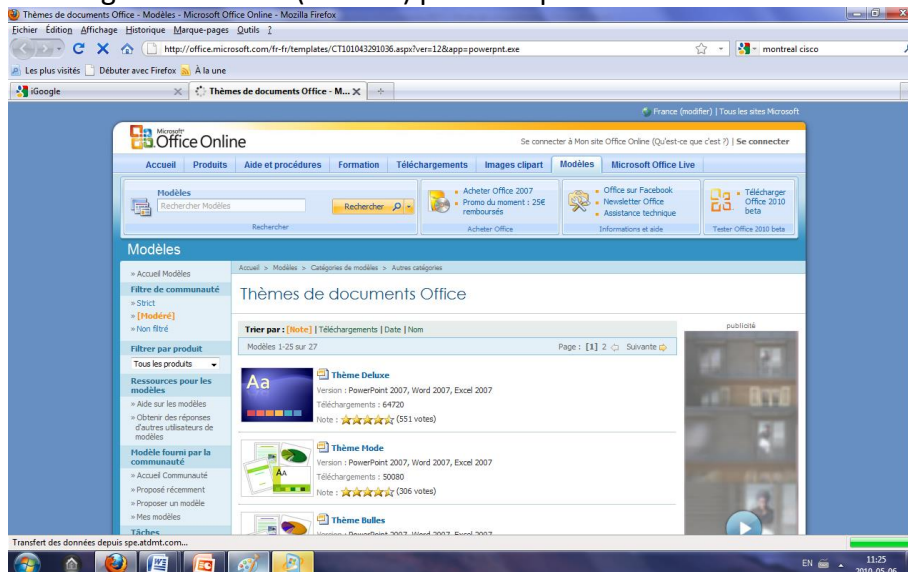 Thèmes de documents Office - Modèles - Microsoft Office Online - Mozilla Firefox
Fichier Édition Affichage Historique Marque-pages Outils ?
http://office.microsoft.com/fr-fr/templates/CT101043291036.aspx?ver=12&app=powerpnt.exe montreal cisco
Les plus visités Débuter avec Firefox À la une
iGoogle Thèmes de documents Office - M...
France (modifier) | Tous les sites Microsoft
Microsoft
Office Online
Se connecter à Mon site Office Online (Qu'est-ce que c'est ?) | Se connecter
Accueil Produits Aide et procédures Formation Téléchargements Images clipart Modèles Microsoft Office Live
Modèles
Rechercher Modèles Rechercher
Rechercher
Acheter Office 2007
Promo du moment : 25€
remboursés
Acheter Office
Office sur Facebook
Newsletter Office
Assistance technique
Informations et aide
Télécharger
Office 2010
beta
Tester Office 2010 beta
Modèles
» Accueil Modèles
Filtre de communauté
» Strict
» [Modéré]
» Non filtré
Filtrer par produit
Tous les produits
Ressources pour les
modèles
» Aide sur les modèles
» Obtenir des réponses
d'autres utilisateurs de
modèles
Modèle fourni par la
communauté
» Accueil Communauté
» Proposé récemment
» Proposer un modèle
» Mes modèles
Tâches
Accueil > Modèles > Catégories de modèles > Autres catégories
Thèmes de documents Office
Trier par : [Note] | Téléchargements | Date | Nom
Modèles 1-25 sur 27 Page : [1] 2 Suivante
Aa
Thème Deluxe
Version : PowerPoint 2007, Word 2007, Excel 2007
Téléchargements : 64720
Note : (551 votes)
AA
Thème Mode
Version : PowerPoint 2007, Word 2007, Excel 2007
Téléchargements : 50080
Note : (306 votes)
Thème Bulles
Version : PowerPoint 2007, Word 2007, Excel 2007
publicité
Transfert des données depuis spe.atdmt.com...
EN 11:25
2010-05-06